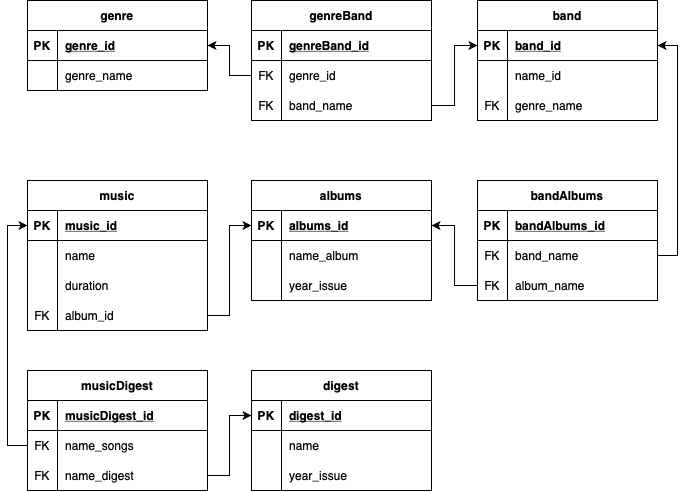 genre
PK genre_id
genre_name
genreBand
PK genreBand_id
FK genre_id
FK band_name
band
PK band_id
name_id
FK genre_name
music
PK music_id
name
duration
FK album_id
albums
PK albums_id
name_album
year_issue
bandAlbums
PK bandAlbums_id
FK band_name
FK album_name
musicDigest
PK musicDigest_id
FK name_songs
FK name_digest
digest
PK digest_id
name
year_issue